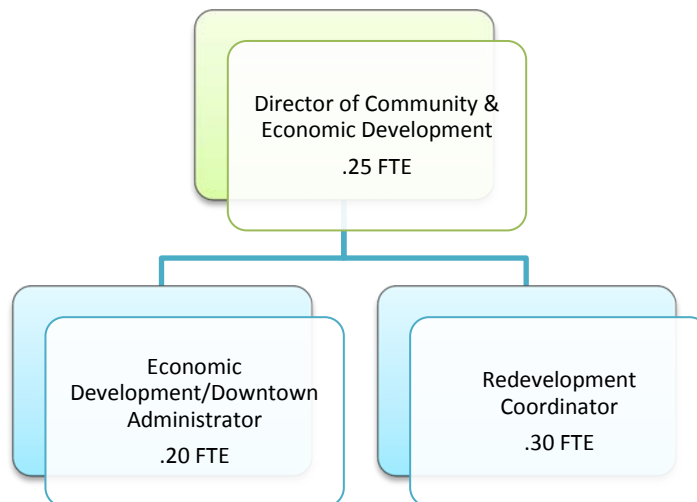 Director of Community &
Economic Development
.25 FTE
Economic
Development/Downtown
Administrator
.20 FTE
Redevelopment
Coordinator
.30 FTE